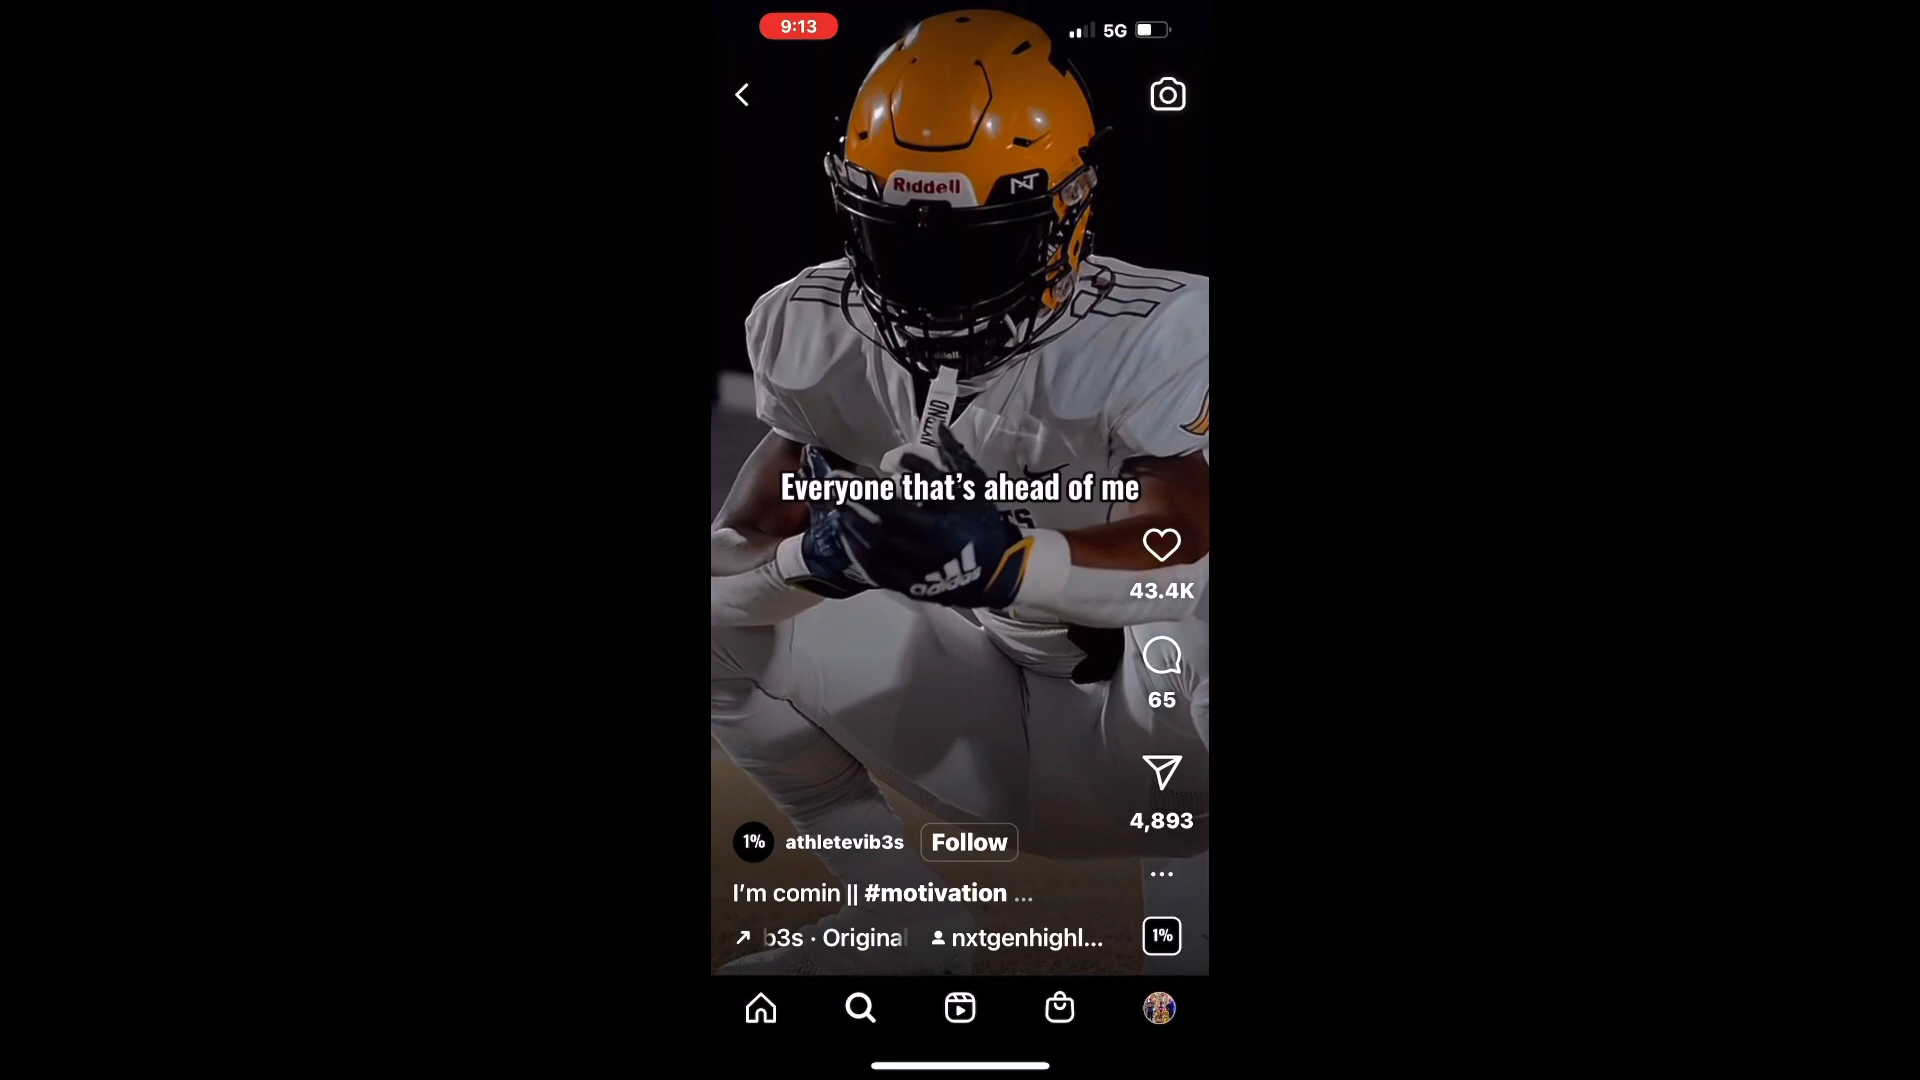 9:13
5G
Riddell
Everyone that’s ahead of me
adidas
43.4K
65
4,893
1% athletevib3s Follow
I’m comin || #motivation ...
b3s · Original nxtgenhighl...
1%